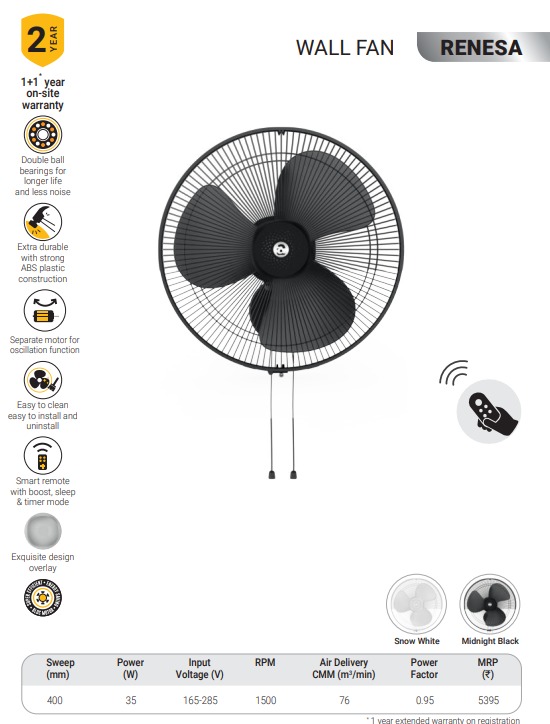 2 YEAR
1+1* year
on-site
warranty
WALL FAN
RENESA
Double ball
bearings for
longer life
and less noise
Extra durable
with strong
ABS plastic
construction
Separate motor for
oscillation function
Easy to clean
easy to install and
uninstall
Smart remote
with boost, sleep
& timer mode
Exquisite design
overlay
Snow White
Midnight Black
Sweep Power Input RPM Air Delivery Power MRP
(mm) (W) Voltage (V) CMM (m³/min) Factor (₹)
400 35 165-285 1500 76 0.95 5395
* 1 year extended warranty on registration